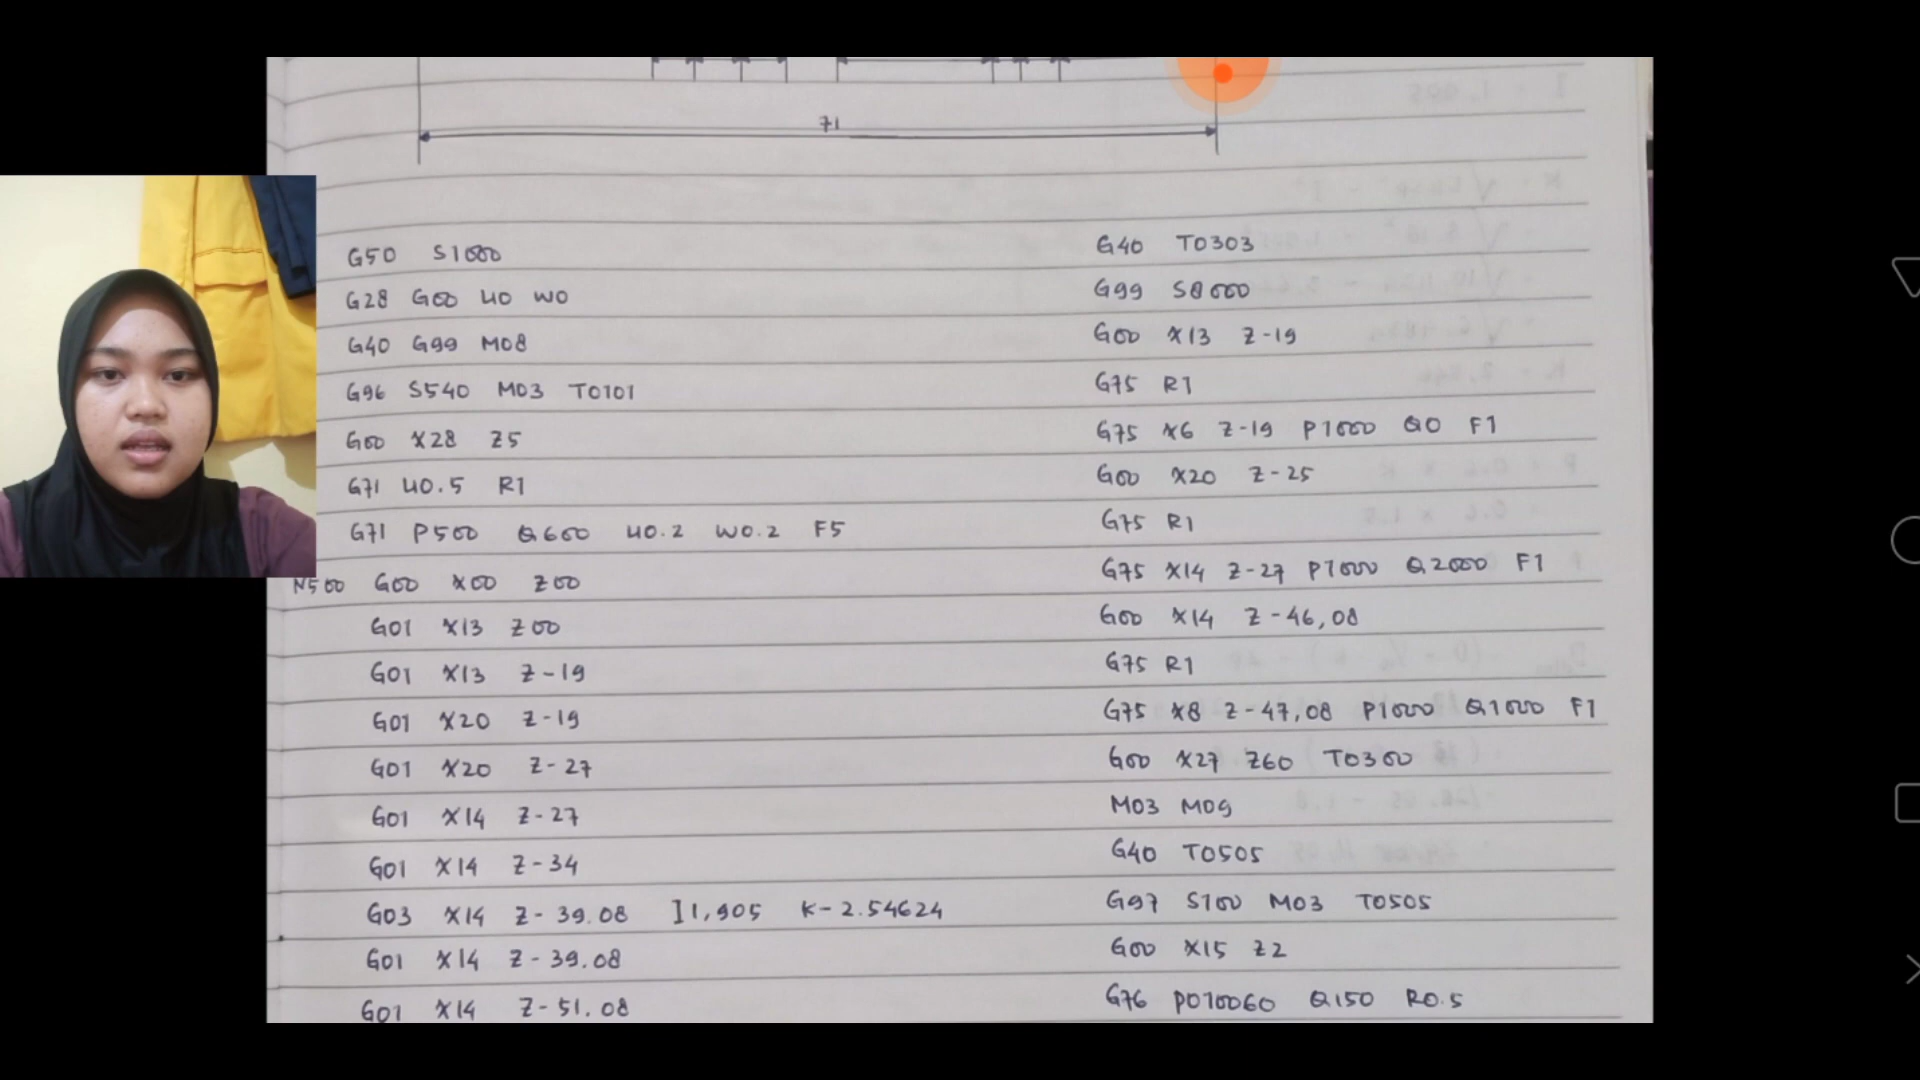 71
G50 S1000
G28 G00 U0 W0
G40 G99 M08
G96 S540 M03 T0101
G00 X28 Z5
G71 U0.5 R1
G71 P500 Q600 U0.2 W0.2 F5
N500 G00 X00 Z00
G01 X13 Z00
G01 X13 Z-19
G01 X20 Z-19
G01 X20 Z-27
G01 X14 Z-27
G01 X14 Z-34
G03 X14 Z-39.08 I1,905 K-2.54624
G01 X14 Z-39.08
G01 X14 Z-51.08
G40 T0303
G99 S8000
G00 X13 Z-19
G75 R1
G75 X6 Z-19 P1000 Q0 F1
G00 X20 Z-25
G75 R1
G75 X14 Z-27 P1000 Q2000 F1
G00 X14 Z-46,08
G75 R1
G75 X8 Z-47,08 P1000 Q1000 F1
G00 X27 Z60 T0300
M03 M09
G40 T0505
G97 S100 M03 T0505
G00 X15 Z2
G76 P010060 Q150 R0.5